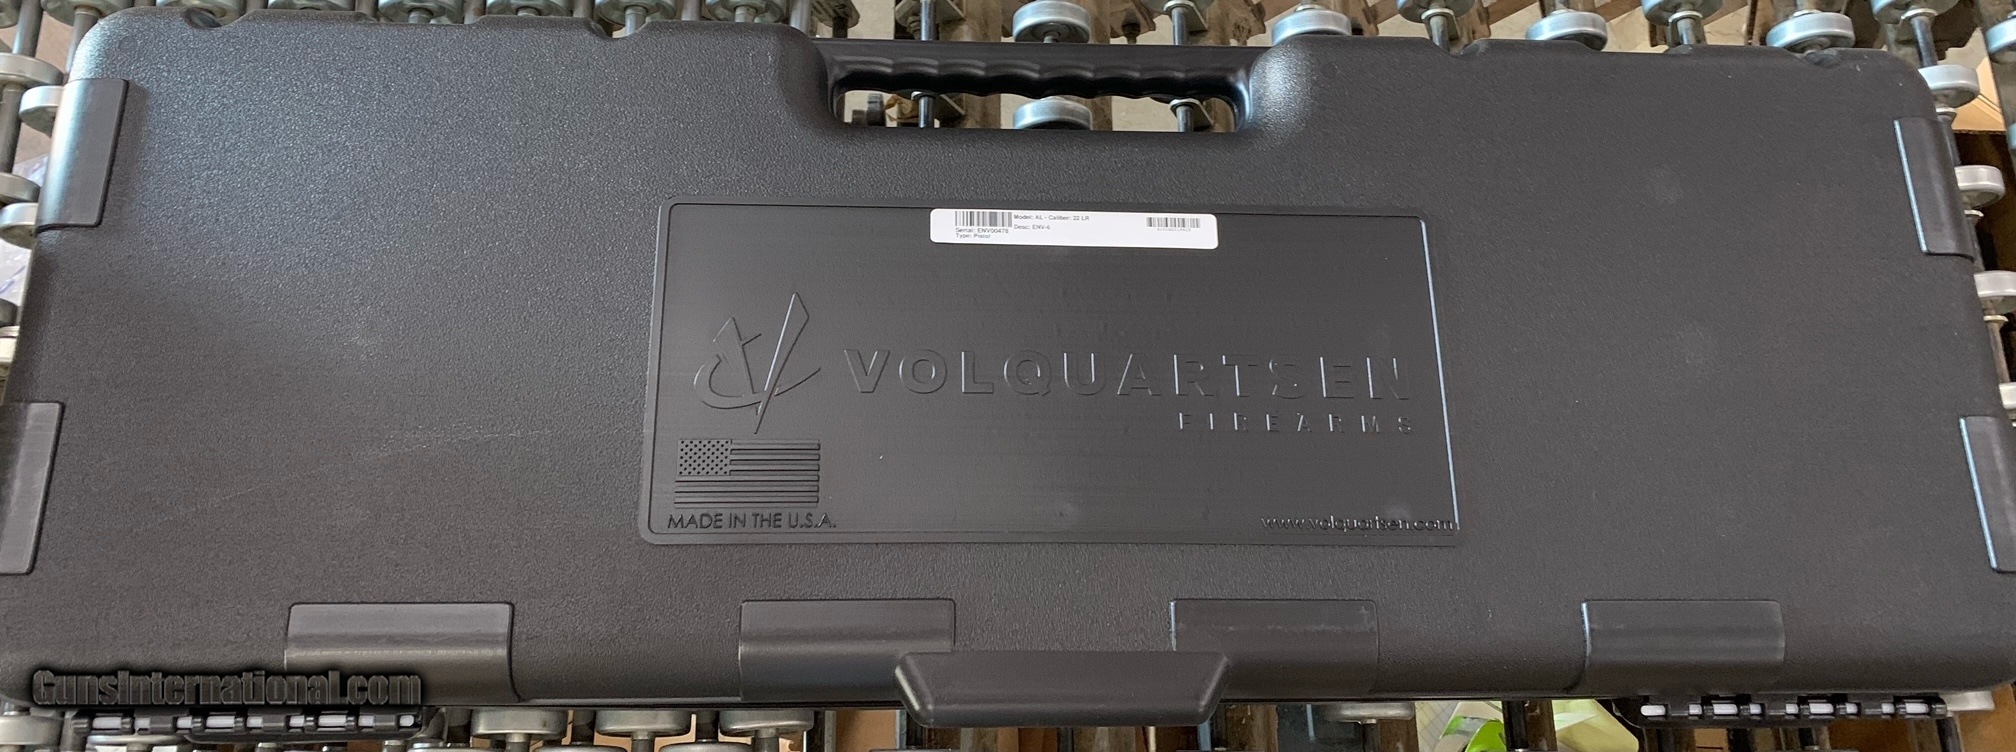 Model: XL - Caliber: 22 LR
Serial: ENV00478 Desc: ENV-6
Type: Pistol
VOLQUARTSEN
FIREARMS
MADE IN THE U.S.A.
www.volquartsen.com
GunsInternational.com